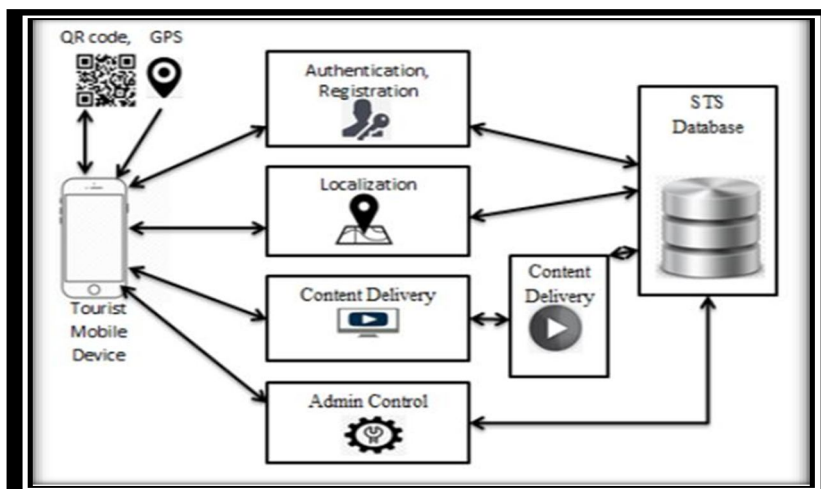 QR code, GPS
Authentication,
Registration
STS
Database
Localization
Content Delivery
Content
Delivery
Tourist
Mobile
Device
Admin Control